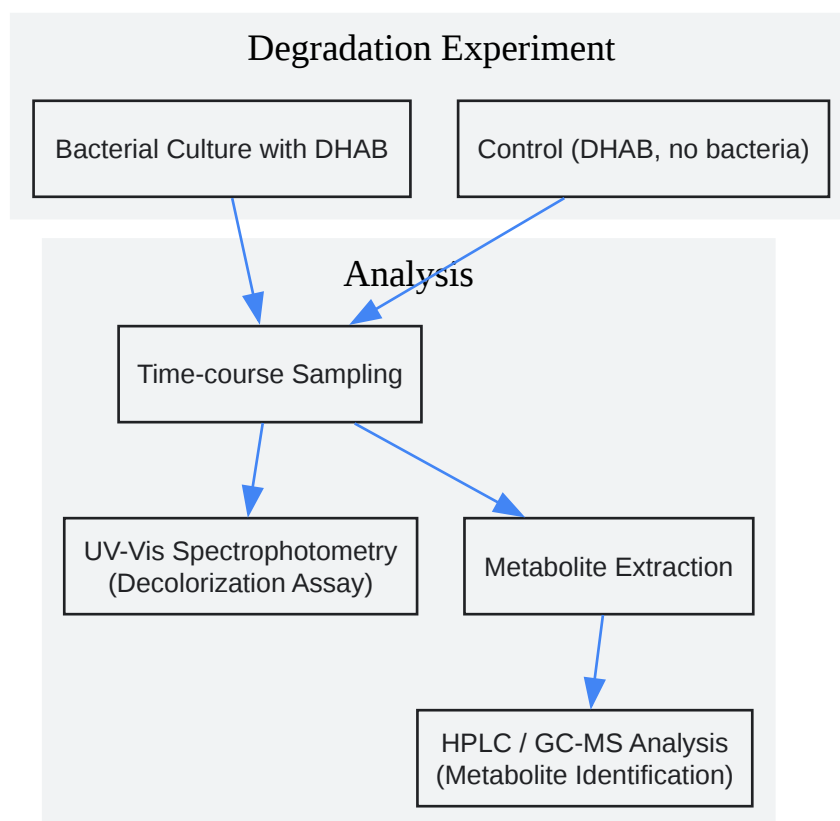 Degradation Experiment
Bacterial Culture with DHAB
Control (DHAB, no bacteria)
Analysis
Time-course Sampling
UV-Vis Spectrophotometry
(Decolorization Assay)
Metabolite Extraction
HPLC / GC-MS Analysis
(Metabolite Identification)